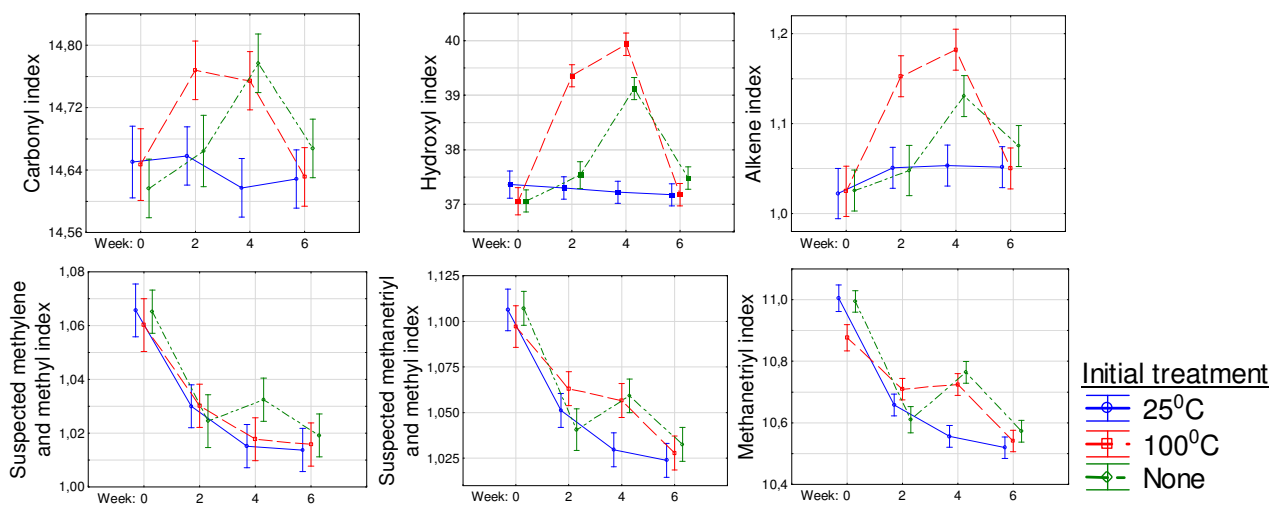 Carbonyl index
14,80
14,72
14,64
14,56
Week: 0
2
4
6
Hydroxyl index
40
39
38
37
Week: 0
2
4
6
Alkene index
1,2
1,1
1,0
Week: 0
2
4
6
Suspected methylene
and methyl index
1,08
1,06
1,04
1,02
1,00
Week: 0
2
4
6
Suspected methanetriyl
and methyl index
1,125
1,100
1,075
1,050
1,025
Week: 0
2
4
6
Methanetriyl index
11,0
10,8
10,6
10,4
Week: 0
2
4
6
Initial treatment
25⁰C
100⁰C
None